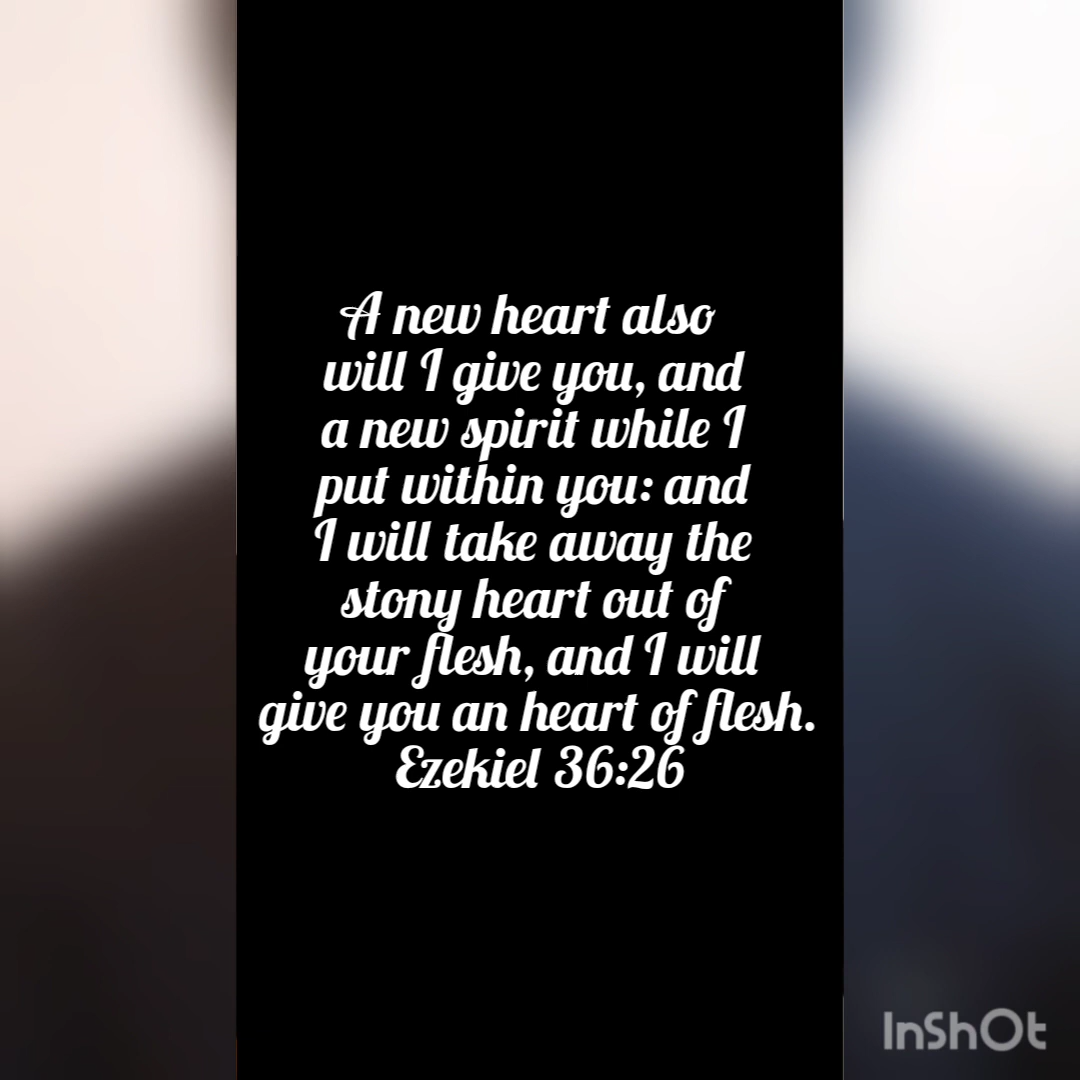 A new heart also
will I give you, and
a new spirit while I
put within you: and
I will take away the
stony heart out of
your flesh, and I will
give you an heart of flesh.
Ezekiel 36:26
InShOt